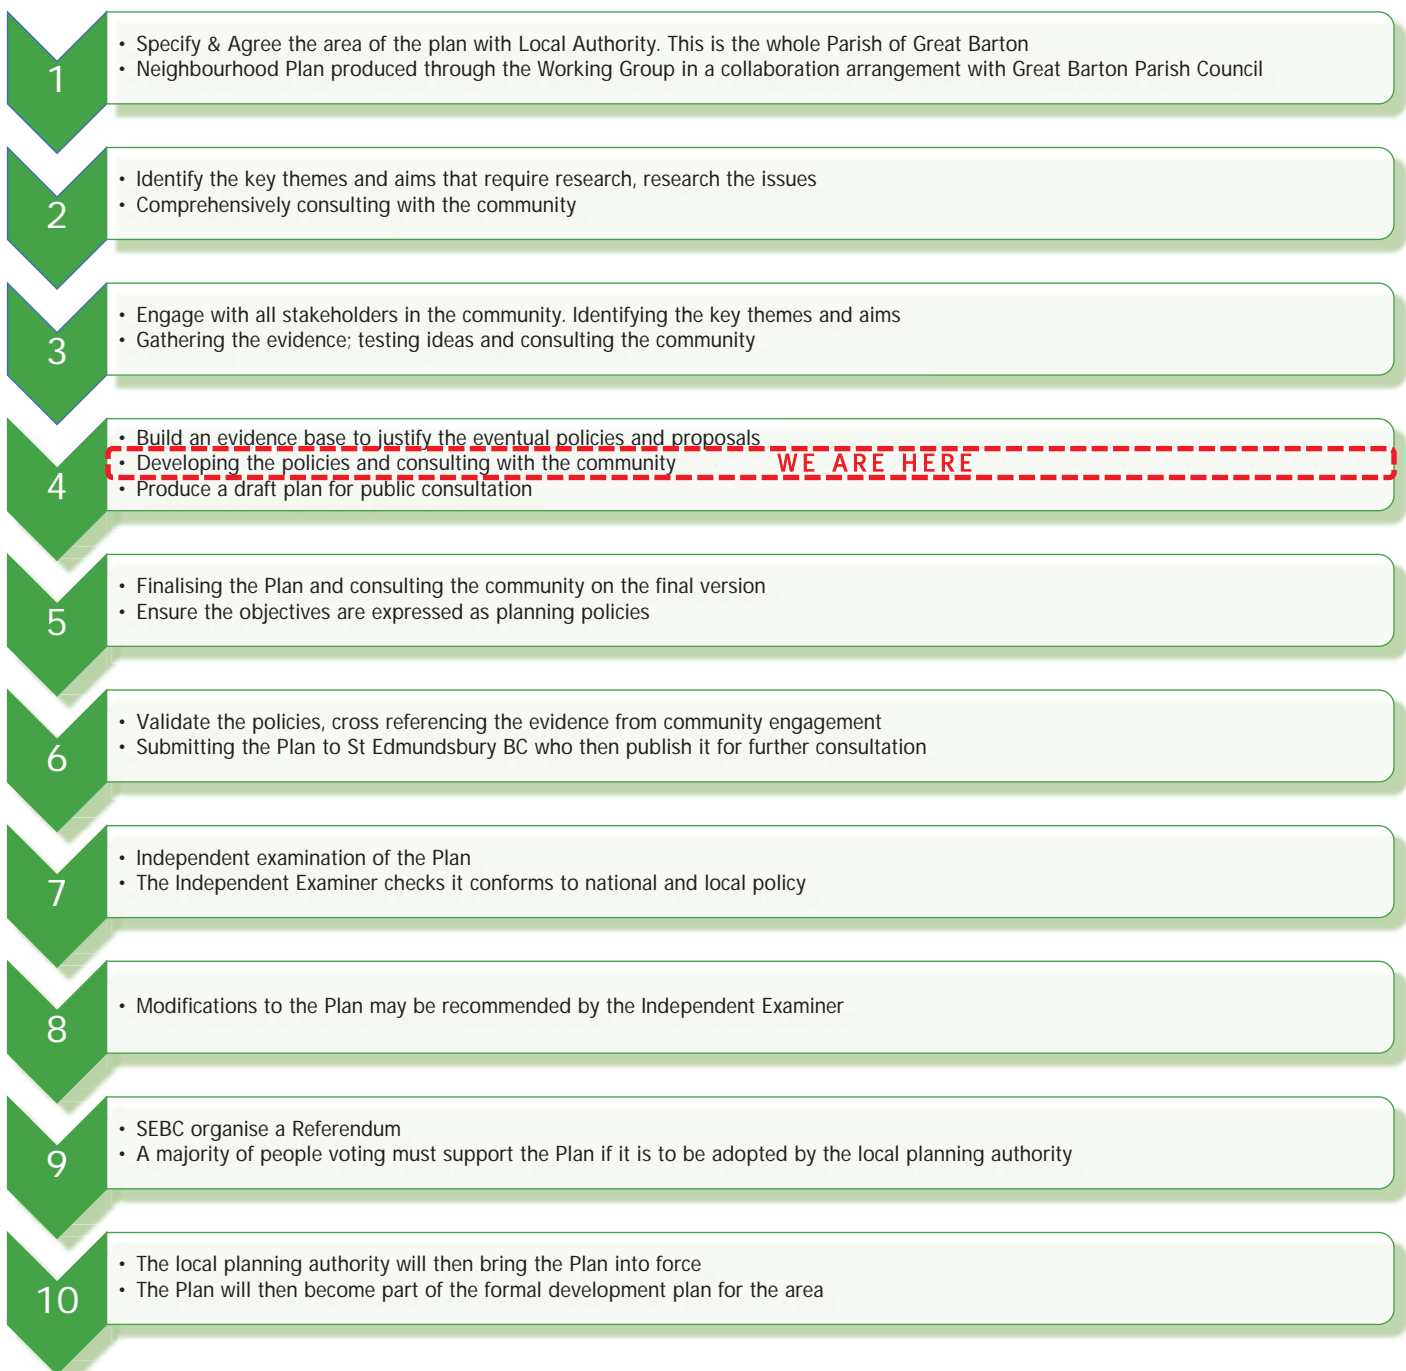 1
• Specify & Agree the area of the plan with Local Authority. This is the whole Parish of Great Barton
• Neighbourhood Plan produced through the Working Group in a collaboration arrangement with Great Barton Parish Council
2
• Identify the key themes and aims that require research, research the issues
• Comprehensively consulting with the community
3
• Engage with all stakeholders in the community. Identifying the key themes and aims
• Gathering the evidence; testing ideas and consulting the community
4
• Build an evidence base to justify the eventual policies and proposals
• Developing the policies and consulting with the community WE ARE HERE
• Produce a draft plan for public consultation
5
• Finalising the Plan and consulting the community on the final version
• Ensure the objectives are expressed as planning policies
6
• Validate the policies, cross referencing the evidence from community engagement
• Submitting the Plan to St Edmundsbury BC who then publish it for further consultation
7
• Independent examination of the Plan
• The Independent Examiner checks it conforms to national and local policy
8
• Modifications to the Plan may be recommended by the Independent Examiner
9
• SEBC organise a Referendum
• A majority of people voting must support the Plan if it is to be adopted by the local planning authority
10
• The local planning authority will then bring the Plan into force
• The Plan will then become part of the formal development plan for the area